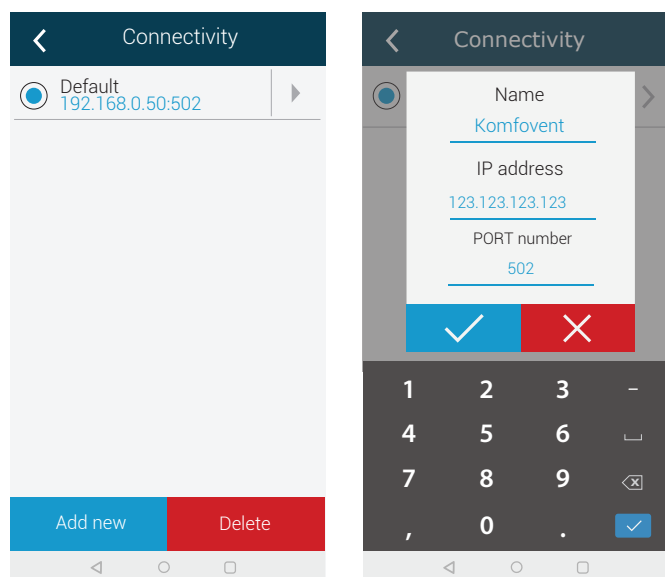 Connectivity
Default
192.168.0.50:502
Add new Delete
Connectivity
Name
Komfovent
IP address
123.123.123.123
PORT number
502
1 2 3 –
4 5 6
7 8 9
, 0 .